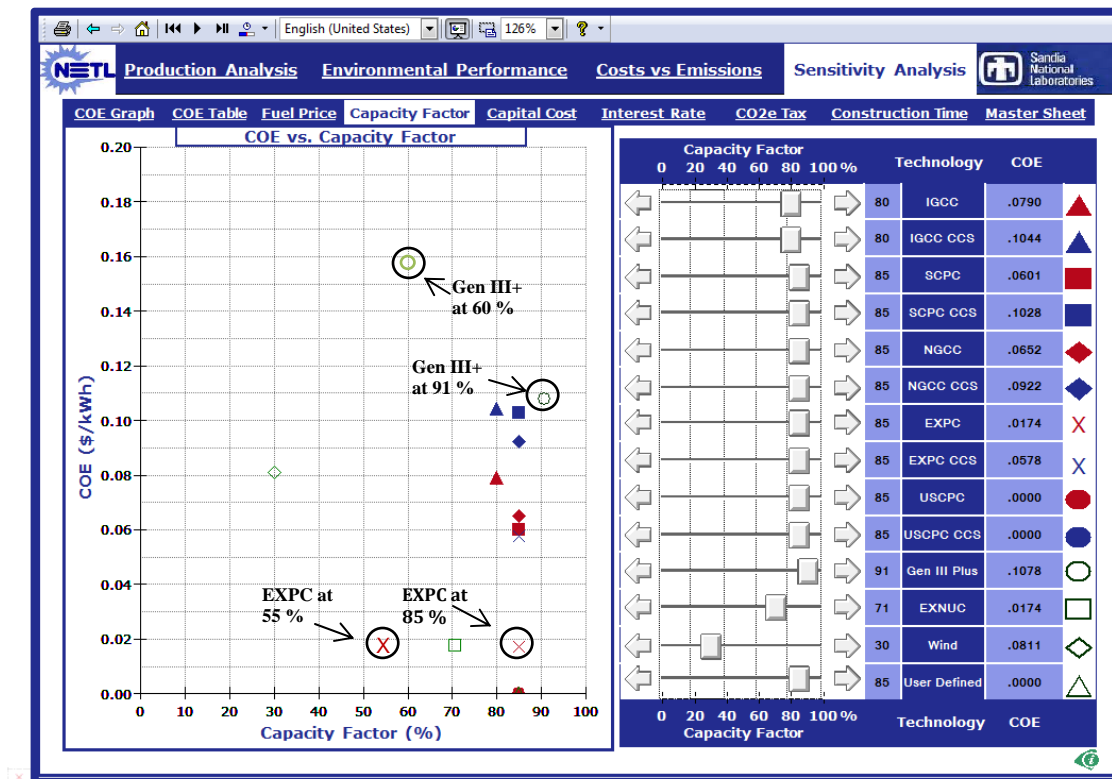 English (United States) 126%
NETL Production Analysis Environmental Performance Costs vs Emissions Sensitivity Analysis Sandia National Laboratories
COE Graph COE Table Fuel Price Capacity Factor Capital Cost Interest Rate CO2e Tax Construction Time Master Sheet
COE vs. Capacity Factor
0.20
0.18
0.16
0.14
0.12
0.10
0.08
0.06
0.04
0.02
0.00
COE ($/kWh)
Gen III+
at 60 %
Gen III+
at 91 %
EXPC at
55 %
EXPC at
85 %
0 10 20 30 40 50 60 70 80 90 100
Capacity Factor (%)
Capacity Factor
0 20 40 60 80 100 %
Technology COE
80 IGCC .0790
80 IGCC CCS .1044
85 SCPC .0601
85 SCPC CCS .1028
85 NGCC .0652
85 NGCC CCS .0922
85 EXPC .0174 X
85 EXPC CCS .0578 X
85 USCPC .0000
85 USCPC CCS .0000
91 Gen III Plus .1078
71 EXNUC .0174
30 Wind .0811
85 User Defined .0000
0 20 40 60 80 100 %
Capacity Factor
Technology COE